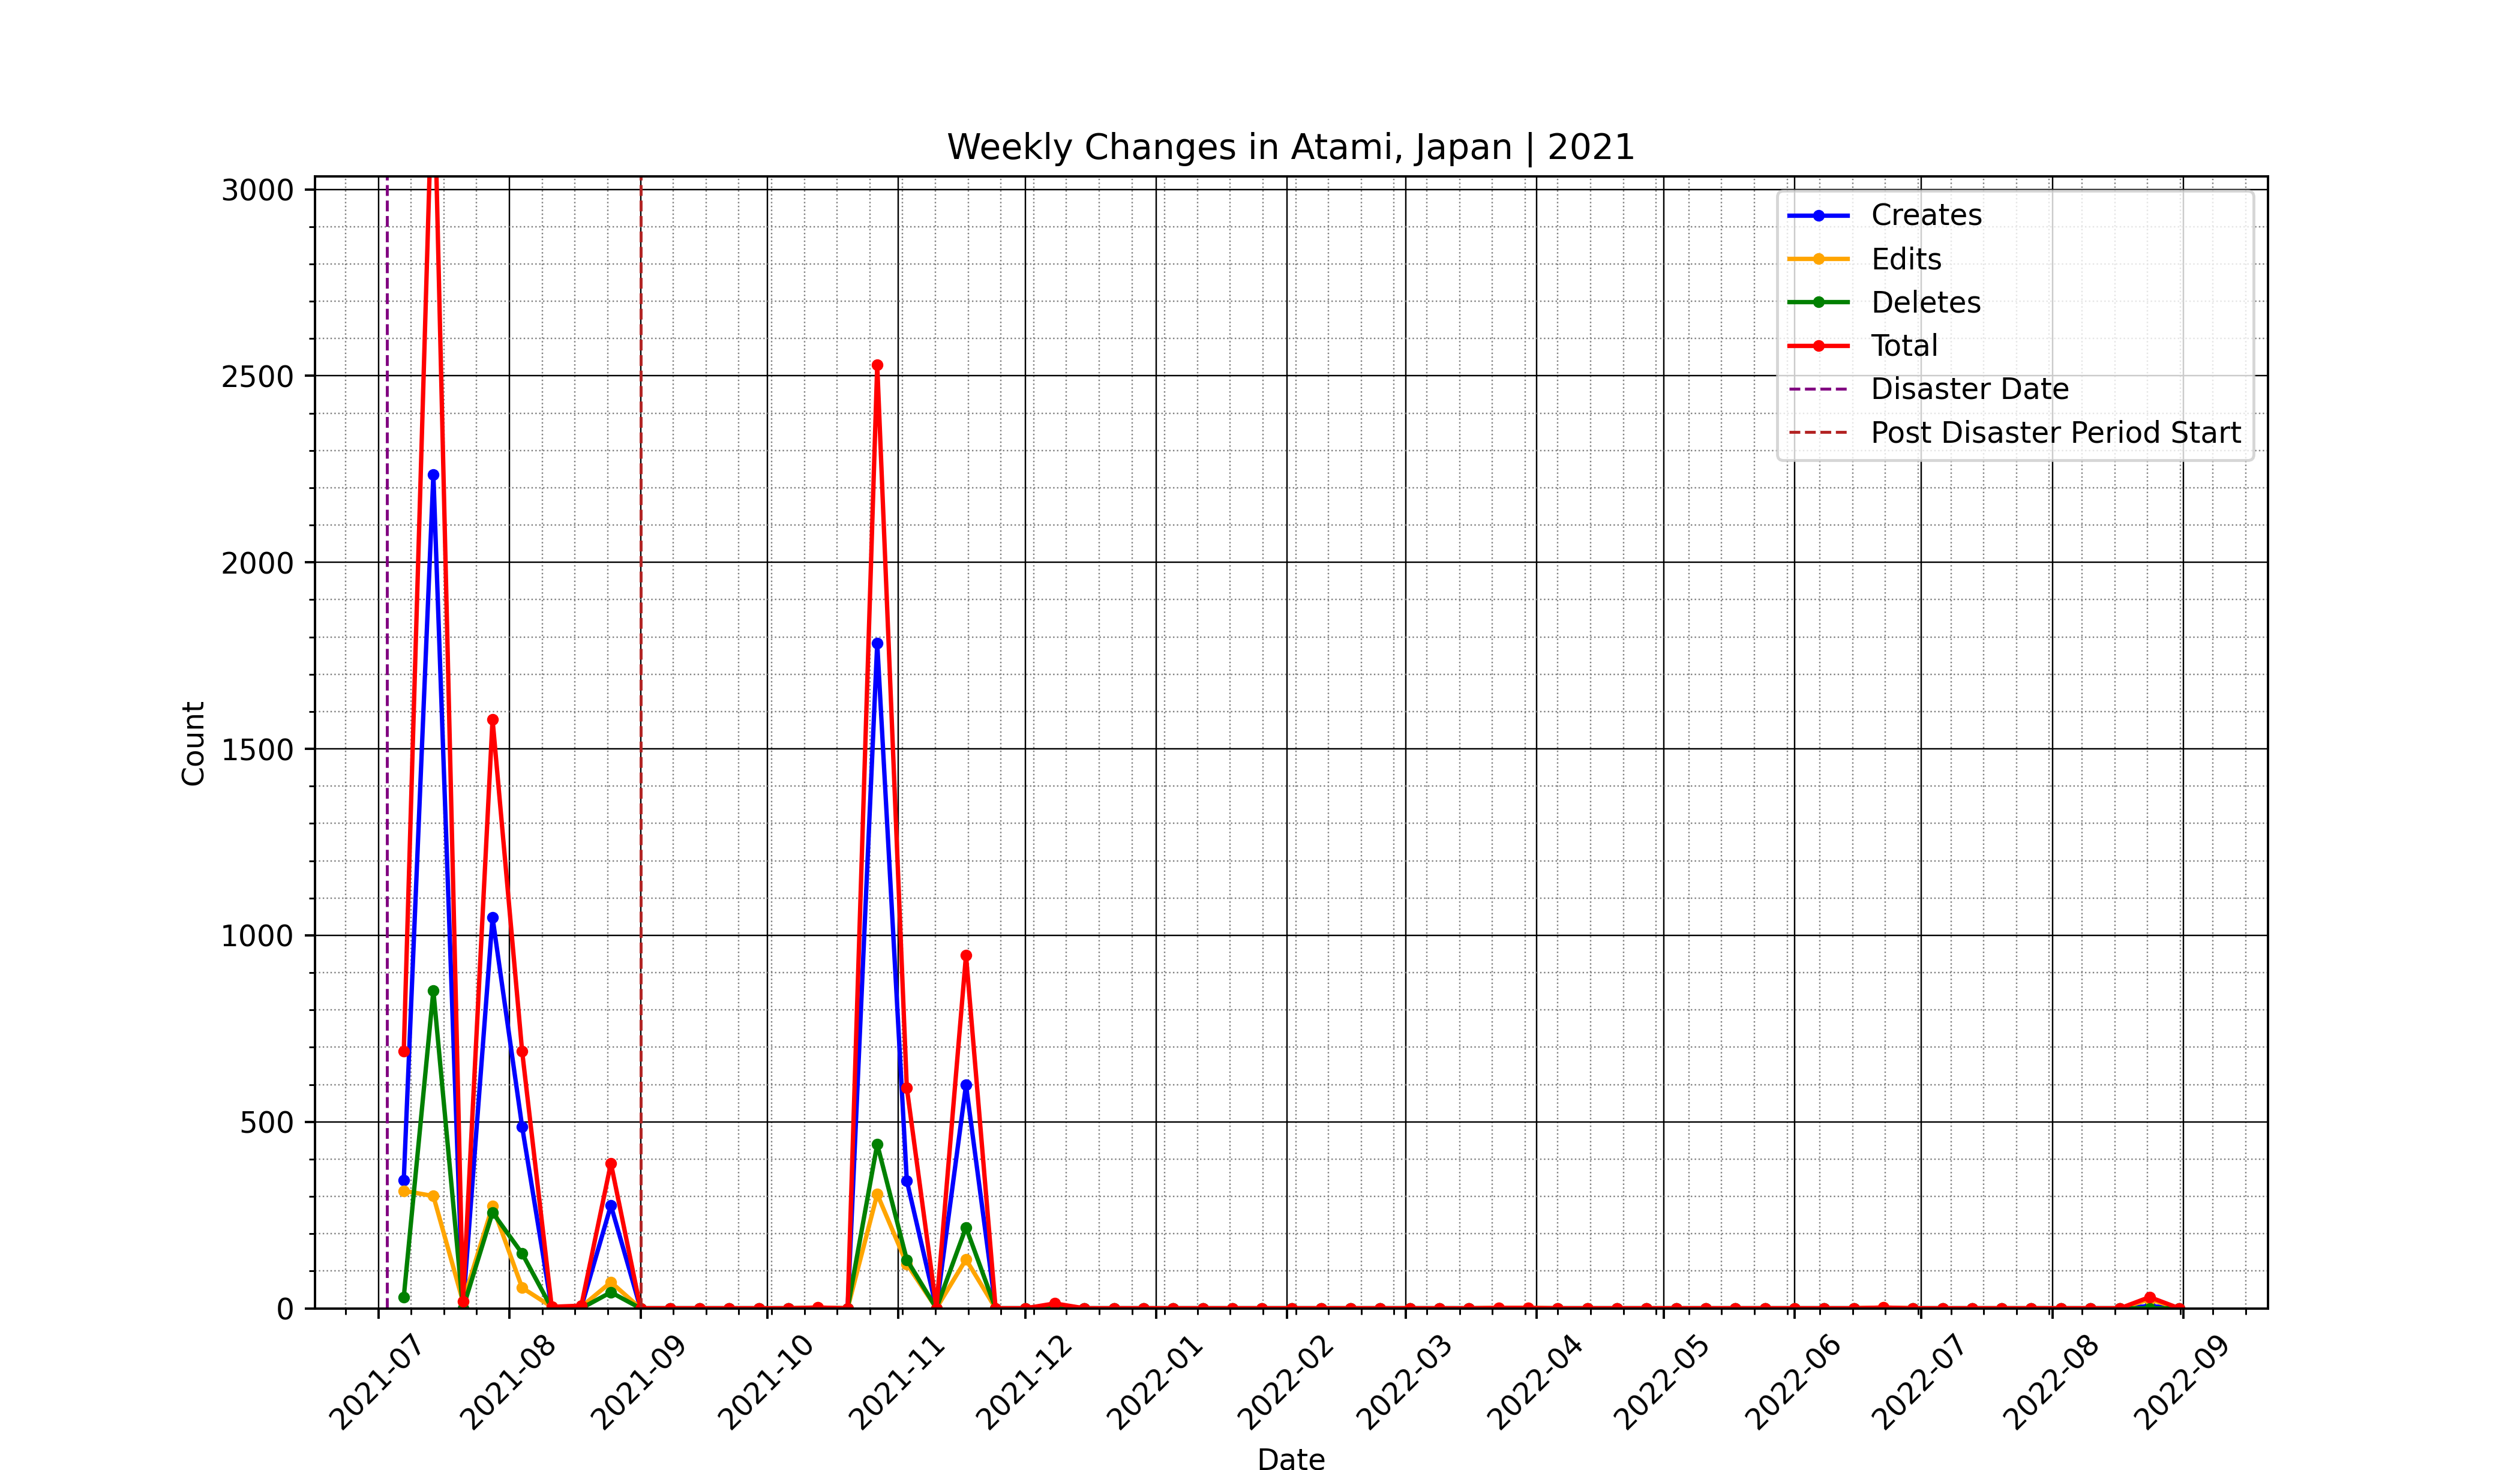 Weekly Changes in Atami, Japan | 2021
3000
2500
2000
1500
1000
500
0
Count
Creates
Edits
Deletes
Total
Disaster Date
Post Disaster Period Start
2021-07
2021-08
2021-09
2021-10
2021-11
2021-12
2022-01
2022-02
2022-03
2022-04
2022-05
2022-06
2022-07
2022-08
2022-09
Date